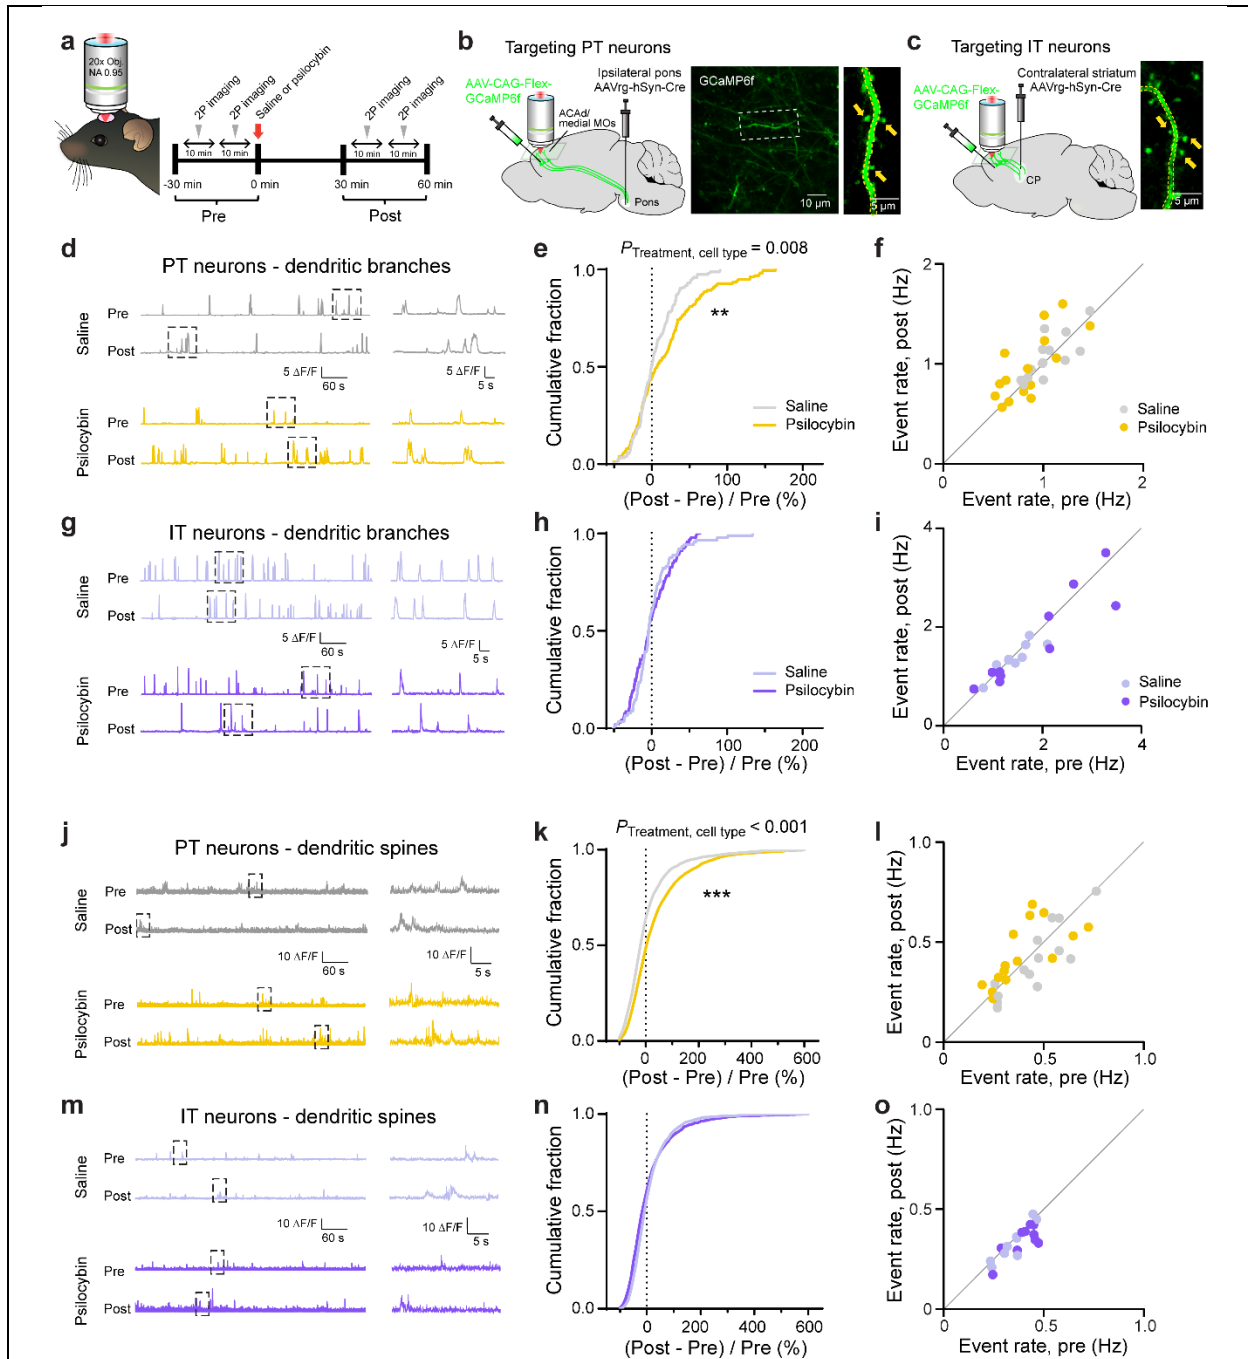 a
20x Obj.
NA 0.95
2P imaging
2P imaging
Saline or psilocybin
2P imaging
2P imaging
10 min
10 min
10 min
10 min
-30 min
0 min
30 min
60 min
Pre
Post
b
Targeting PT neurons
AAV-CAG-Flex-
GCaMP6f
Ipsilateral pons
AAVrg-hSyn-Cre
ACAd/
medial MOs
Pons
GCaMP6f
10 µm
5 µm
c
Targeting IT neurons
AAV-CAG-Flex-
GCaMP6f
Contralateral striatum
AAVrg-hSyn-Cre
CP
5 µm
d
PT neurons - dendritic branches
Saline
Pre
Post
5 ΔF/F
60 s
5 ΔF/F
5 s
Psilocybin
Pre
Post
e
P Treatment, cell type = 0.008
Cumulative fraction
1.0
0.5
0.0
**
Saline
Psilocybin
0
100
200
(Post - Pre) / Pre (%)
f
Event rate, post (Hz)
2
1
0
Saline
Psilocybin
0
1
2
Event rate, pre (Hz)
g
IT neurons - dendritic branches
Saline
Pre
Post
5 ΔF/F
60 s
5 ΔF/F
5 s
Psilocybin
Pre
Post
h
Cumulative fraction
1.0
0.5
0.0
Saline
Psilocybin
0
100
200
(Post - Pre) / Pre (%)
i
Event rate, post (Hz)
4
2
0
Saline
Psilocybin
0
2
4
Event rate, pre (Hz)
j
PT neurons - dendritic spines
Saline
Pre
Post
10 ΔF/F
60 s
10 ΔF/F
5 s
Psilocybin
Pre
Post
k
P Treatment, cell type < 0.001
Cumulative fraction
1.0
0.5
0.0
***
0
200
400
600
(Post - Pre) / Pre (%)
l
Event rate, post (Hz)
1.0
0.5
0
0
0.5
1.0
Event rate, pre (Hz)
m
IT neurons - dendritic spines
Saline
Pre
Post
10 ΔF/F
60 s
10 ΔF/F
5 s
Psilocybin
Pre
Post
n
Cumulative fraction
1.0
0.5
0.0
0
200
400
600
(Post - Pre) / Pre (%)
o
Event rate, post (Hz)
1.0
0.5
0
0
0.5
1.0
Event rate, pre (Hz)